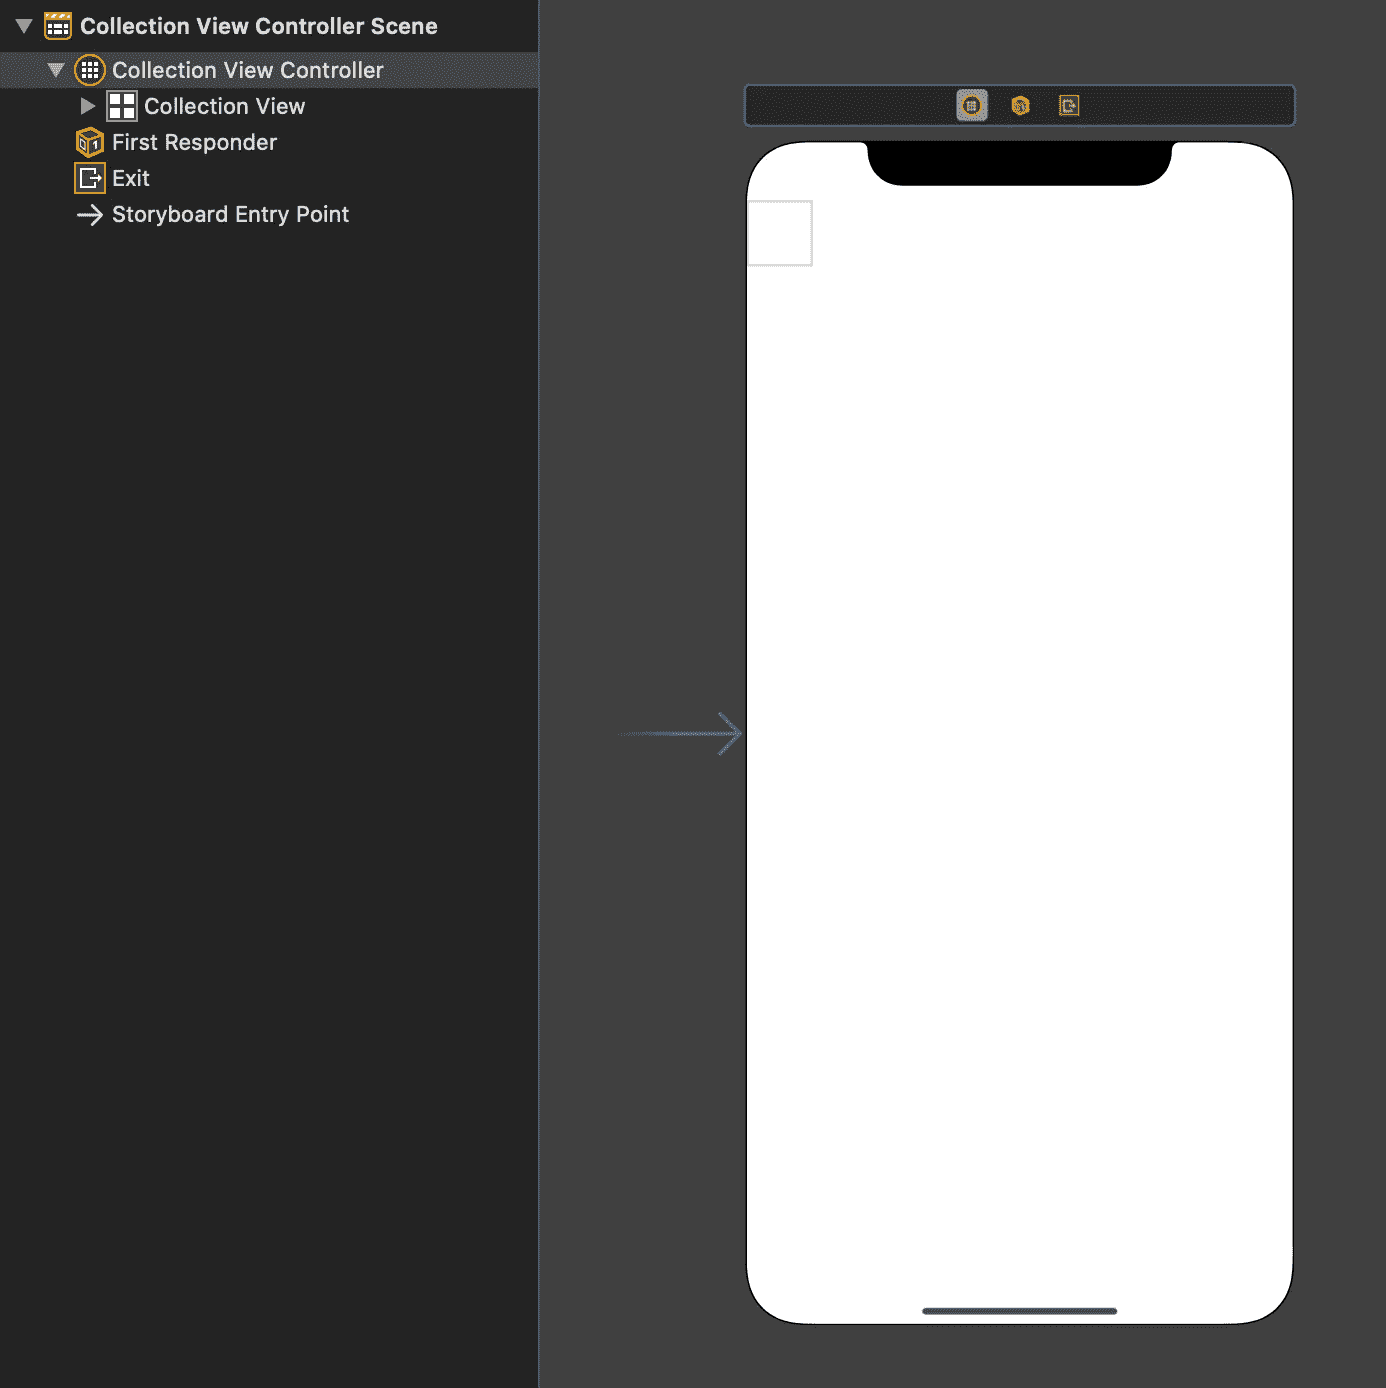 Collection View Controller Scene
Collection View Controller
Collection View
First Responder
Exit
Storyboard Entry Point